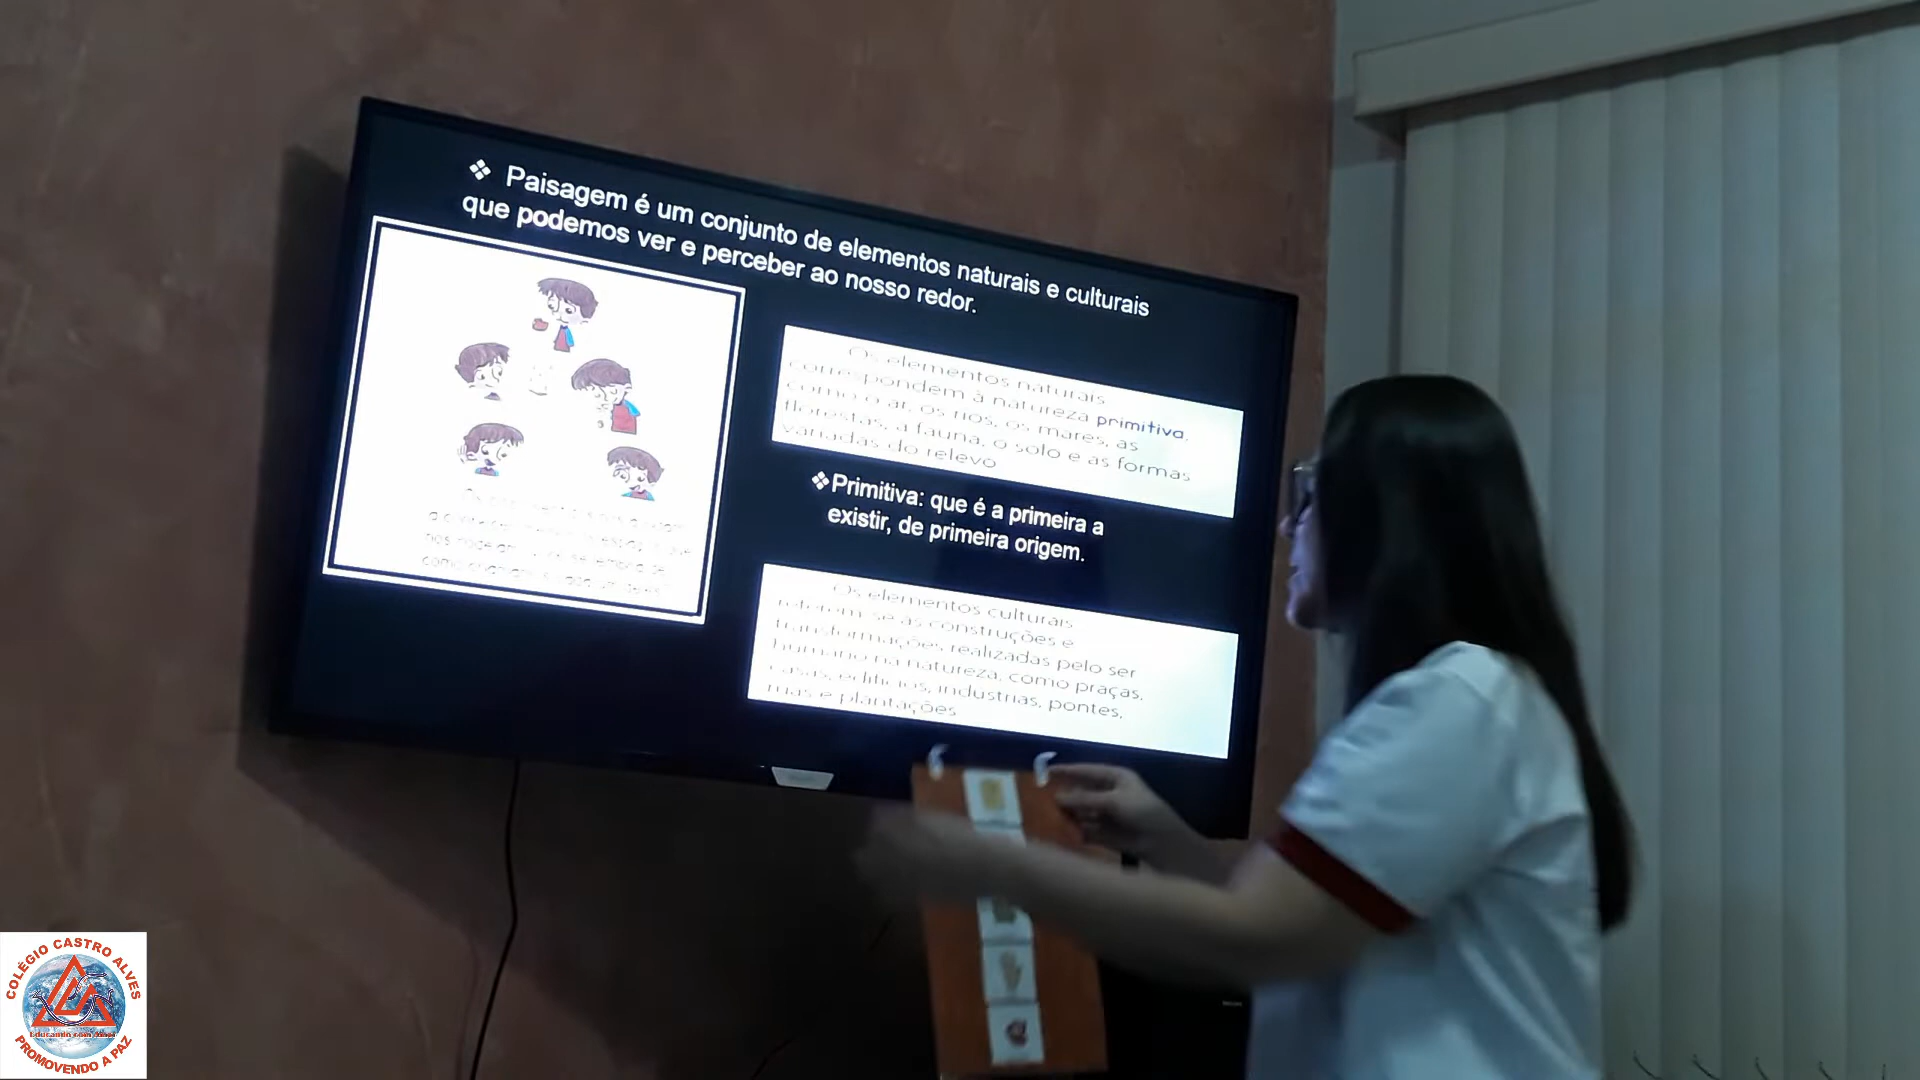 ❖ Paisagem é um conjunto de elementos naturais e culturais
que podemos ver e perceber ao nosso redor.
Os elementos naturais
correspondem à natureza primitiva,
como o ar, os rios, os mares, as
florestas, a fauna, o solo e as formas
variadas do relevo
❖Primitiva: que é a primeira a
existir, de primeira origem.
Os elementos culturais
referem-se às construções e
transformações realizadas pelo ser
humano na natureza, como praças,
casas, edifícios, indústrias, pontes,
ruas e plantações
COLÉGIO CASTRO ALVES
PROMOVENDO A PAZ